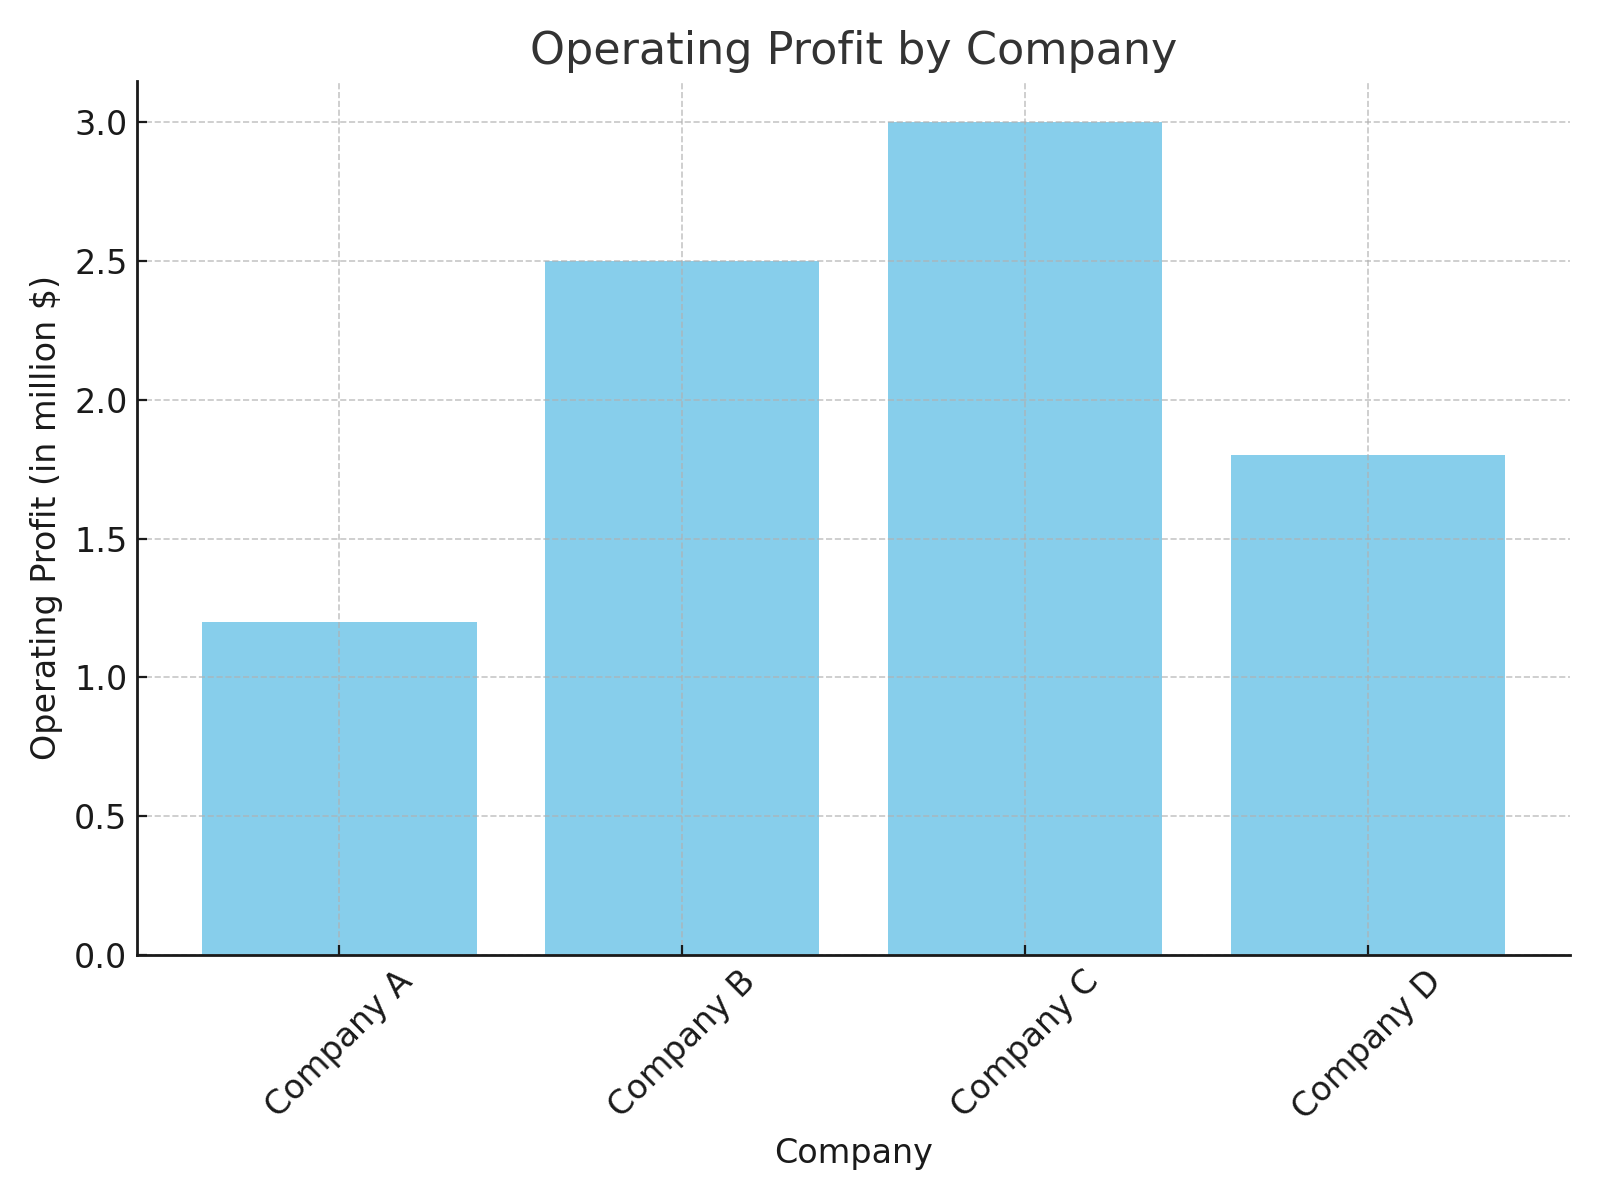 Operating Profit by Company
Operating Profit (in million $)
3.0
2.5
2.0
1.5
1.0
0.5
0.0
Company A
Company B
Company C
Company D
Company